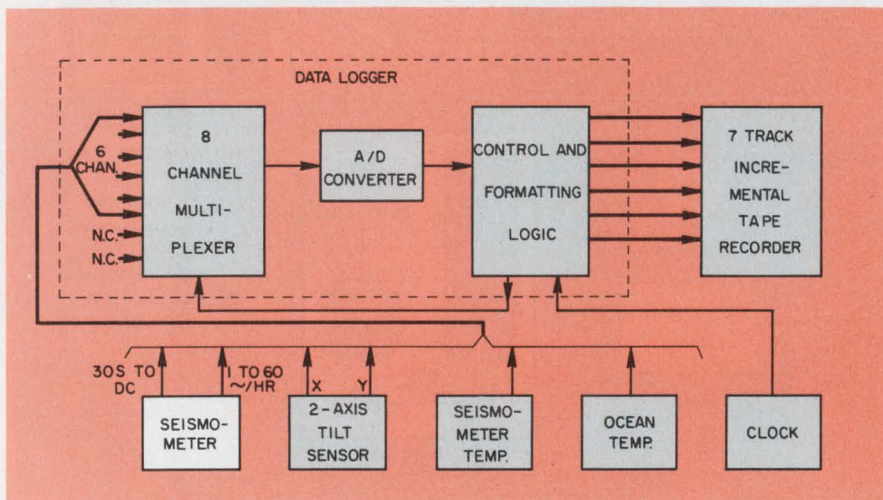 DATA LOGGER
6
CHAN.
N.C.
N.C.
8
CHANNEL
MULTI-
PLEXER
A/D
CONVERTER
CONTROL AND
FORMATTING
LOGIC
7 TRACK
INCRE-
MENTAL
TAPE
RECORDER
30S TO
DC
1 TO 60
~/HR
X
Y
SEISMO-
METER
2-AXIS
TILT
SENSOR
SEISMO-
METER
TEMP.
OCEAN
TEMP.
CLOCK